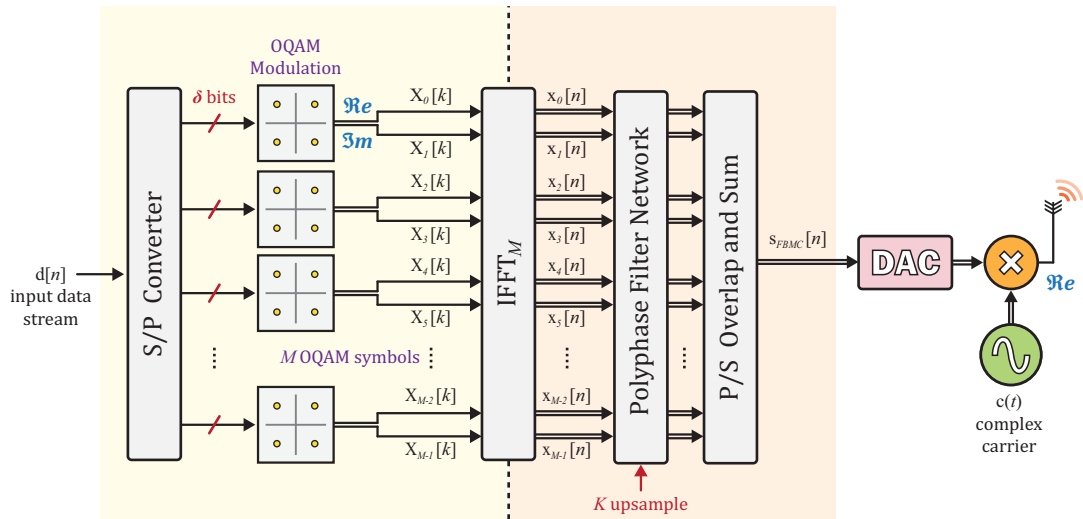 OQAM
Modulation
δ bits
ℜe
ℑm
X0[k]
X1[k]
X2[k]
X3[k]
X4[k]
X5[k]
XM-2[k]
XM-1[k]
M OQAM symbols
d[n]
input data
stream
S/P Converter
IFFTM
x0[n]
x1[n]
x2[n]
x3[n]
x4[n]
x5[n]
xM-2[n]
xM-1[n]
Polyphase Filter Network
K upsample
P/S Overlap and Sum
sFBMC[n]
DAC
ℜe
c(t)
complex
carrier